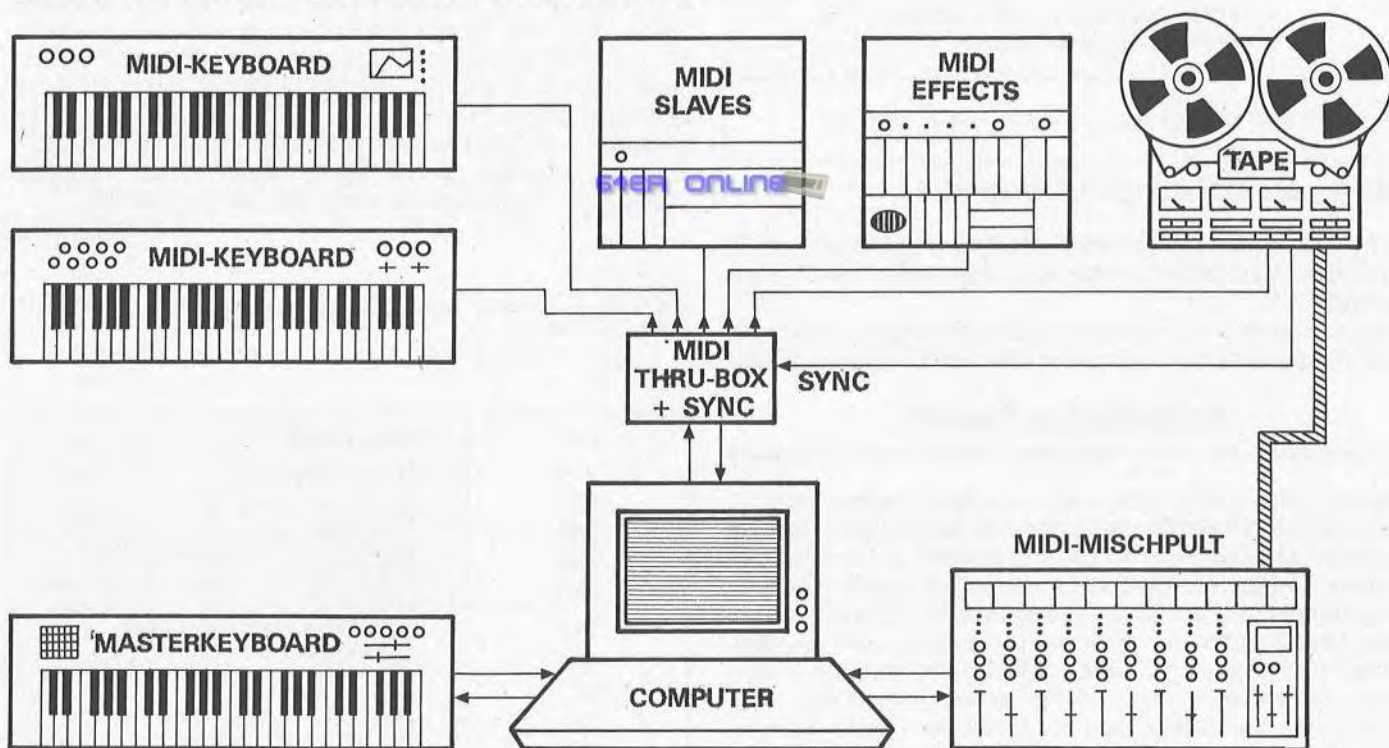 MIDI-KEYBOARD
MIDI
SLAVES
MIDI
EFFECTS
TAPE
64ER ONLINE
MIDI-KEYBOARD
MIDI
THRU-BOX
+ SYNC
SYNC
MIDI-MISCHPULT
MASTERKEYBOARD
COMPUTER